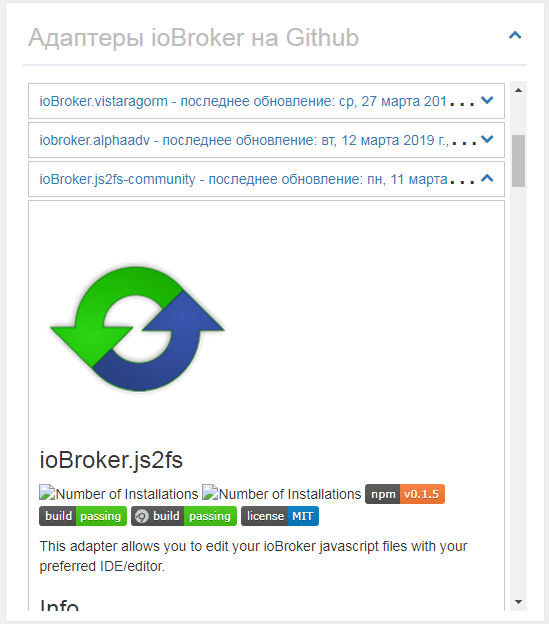 Адаптеры ioBroker на Github
ioBroker.vistaragorm - последнее обновление: ср, 27 марта 201...
iobroker.alphaadv - последнее обновление: вт, 12 марта 2019 г.,...
ioBroker.js2fs-community - последнее обновление: пн, 11 марта...
ioBroker.js2fs
Number of Installations Number of Installations npm v0.1.5
build passing build passing license MIT
This adapter allows you to edit your ioBroker javascript files with your
preferred IDE/editor.
Info